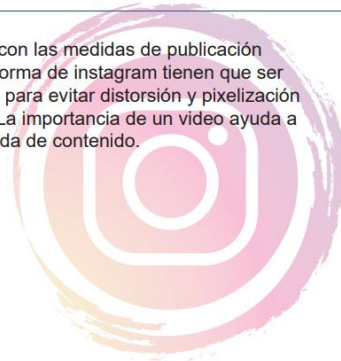 con las medidas de publicación
orma de instagram tienen que ser
para evitar distorsión y pixelización
La importancia de un video ayuda a
da de contenido.